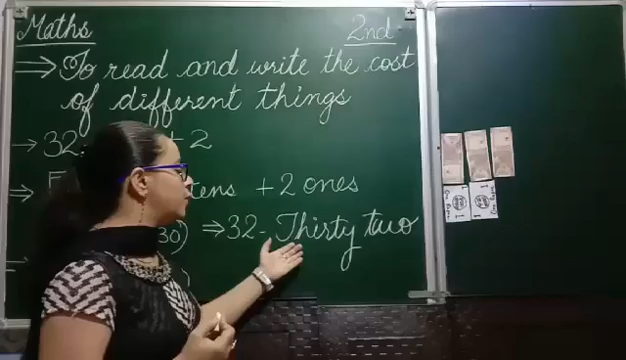 Maths 2nd
⇒ To read and write the cost
of different things
→ 32 + 2
⇒ tens + 2 ones
30) ⇒ 32 - Thirty two